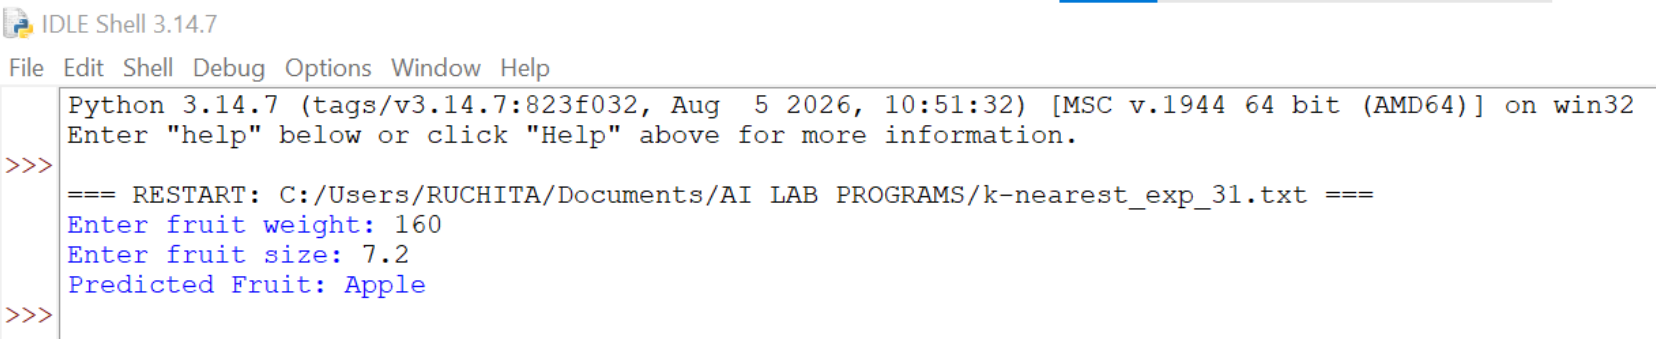 IDLE Shell 3.14.7
File Edit Shell Debug Options Window Help
Python 3.14.7 (tags/v3.14.7:823f032, Aug  5 2026, 10:51:32) [MSC v.1944 64 bit (AMD64)] on win32
Enter "help" below or click "Help" above for more information.
>>>
=== RESTART: C:/Users/RUCHITA/Documents/AI LAB PROGRAMS/k-nearest_exp_31.txt ===
Enter fruit weight: 160
Enter fruit size: 7.2
Predicted Fruit: Apple
>>>